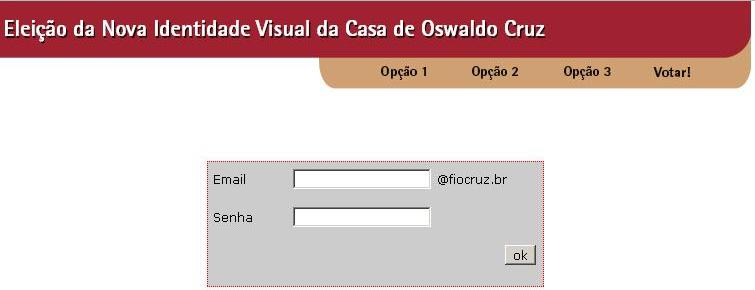 Eleição da Nova Identidade Visual da Casa de Oswaldo Cruz
Opção 1 Opção 2 Opção 3 Votar!
Email @fiocruz.br
Senha
ok